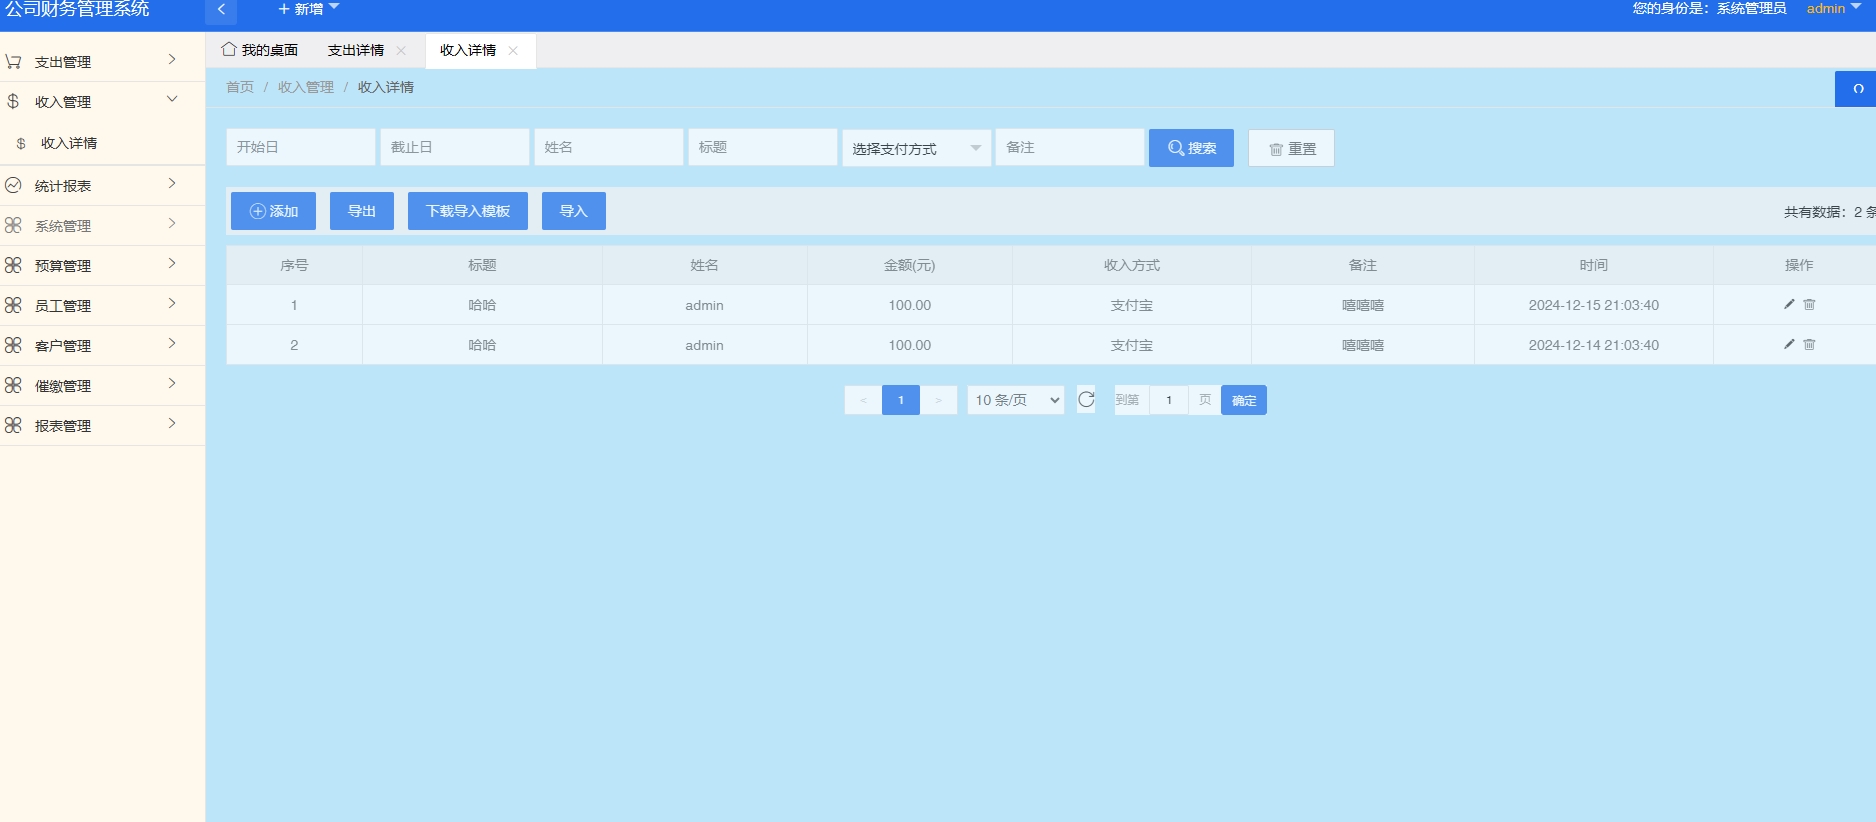 公司财务管理系统
新增
您的身份是：系统管理员 admin
我的桌面 支出详情 收入详情
首页 / 收入管理 / 收入详情
支出管理
收入管理
收入详情
统计报表
系统管理
预算管理
员工管理
客户管理
催缴管理
报表管理
开始日 截止日 姓名 标题 选择支付方式 备注 搜索 重置
添加 导出 下载导入模板 导入 共有数据：2 条
序号 标题 姓名 金额(元) 收入方式 备注 时间 操作
1 哈哈 admin 100.00 支付宝 嘻嘻嘻 2024-12-15 21:03:40
2 哈哈 admin 100.00 支付宝 嘻嘻嘻 2024-12-14 21:03:40
< 1 > 10 条/页 到第 1 页 确定